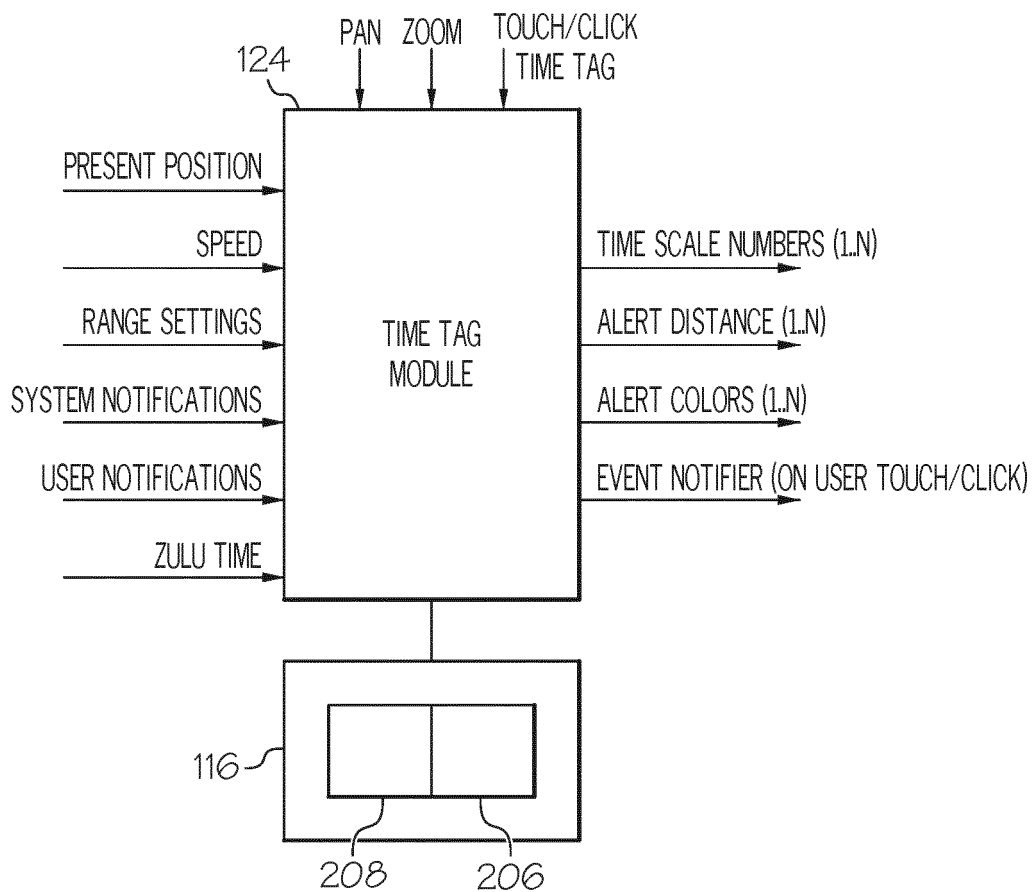 PAN ZOOM TOUCH/CLICK
TIME TAG
124
PRESENT POSITION
SPEED
RANGE SETTINGS
SYSTEM NOTIFICATIONS
USER NOTIFICATIONS
ZULU TIME
TIME TAG
MODULE
TIME SCALE NUMBERS (1..N)
ALERT DISTANCE (1..N)
ALERT COLORS (1..N)
EVENT NOTIFIER (ON USER TOUCH/CLICK)
116
208 206